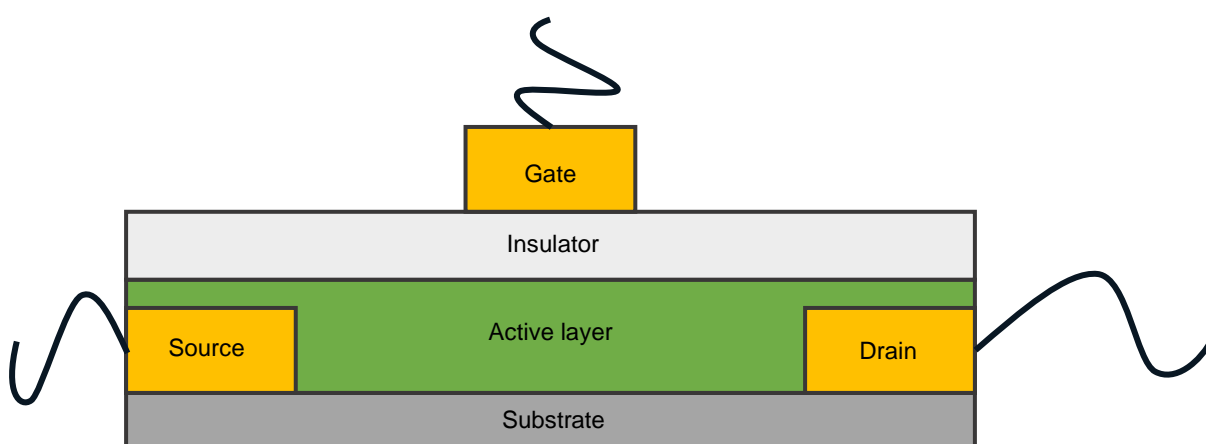 Gate
Insulator
Active layer
Source
Drain
Substrate